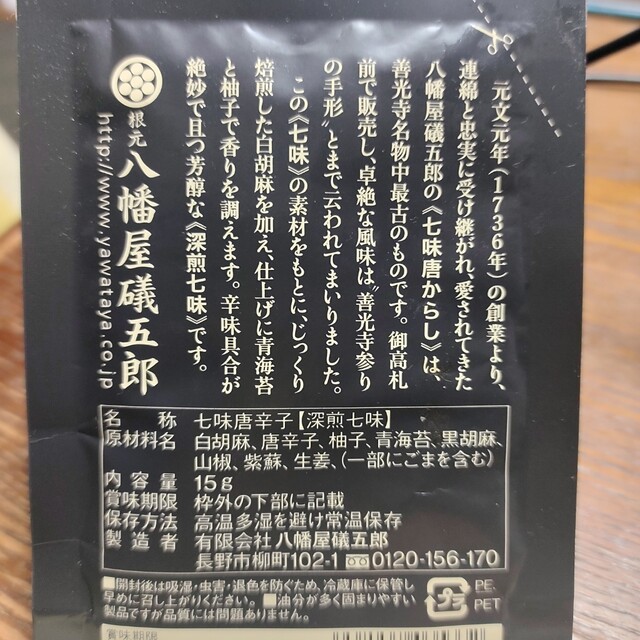 元文元年(1736年)の創業より、
連綿と忠実に受け継がれ、愛されてきた
八幡屋礒五郎の《七味唐からし》は、
善光寺名物中最古のものです。御高札
前で販売し、卓絶な風味は〝善光寺参り
の手形〟とまで云われてまいりました。
この《七味》の素材をもとに、じっくり
焙煎した白胡麻を加え、仕上げに青海苔
と柚子で香りを調えます。辛味具合が
絶妙で且つ芳醇な《深煎七味》です。
根元
八幡屋礒五郎
http://www.yawataya.co.jp
名称 七味唐辛子【深煎七味】
原材料名 白胡麻、唐辛子、柚子、青海苔、黒胡麻、
山椒、紫蘇、生姜、(一部にごまを含む)
内容量 15g
賞味期限 枠外の下部に記載
保存方法 高温多湿を避け常温保存
製造者 有限会社 八幡屋礒五郎
長野市柳町102-1 0120-156-170
■開封後は吸湿・虫害・退色を防ぐため、冷蔵庫に保管し
早めに召し上がりください。■油分が多く固まりやすい
製品ですが品質には問題ありません。
プラ
PE.
PET
賞味期限